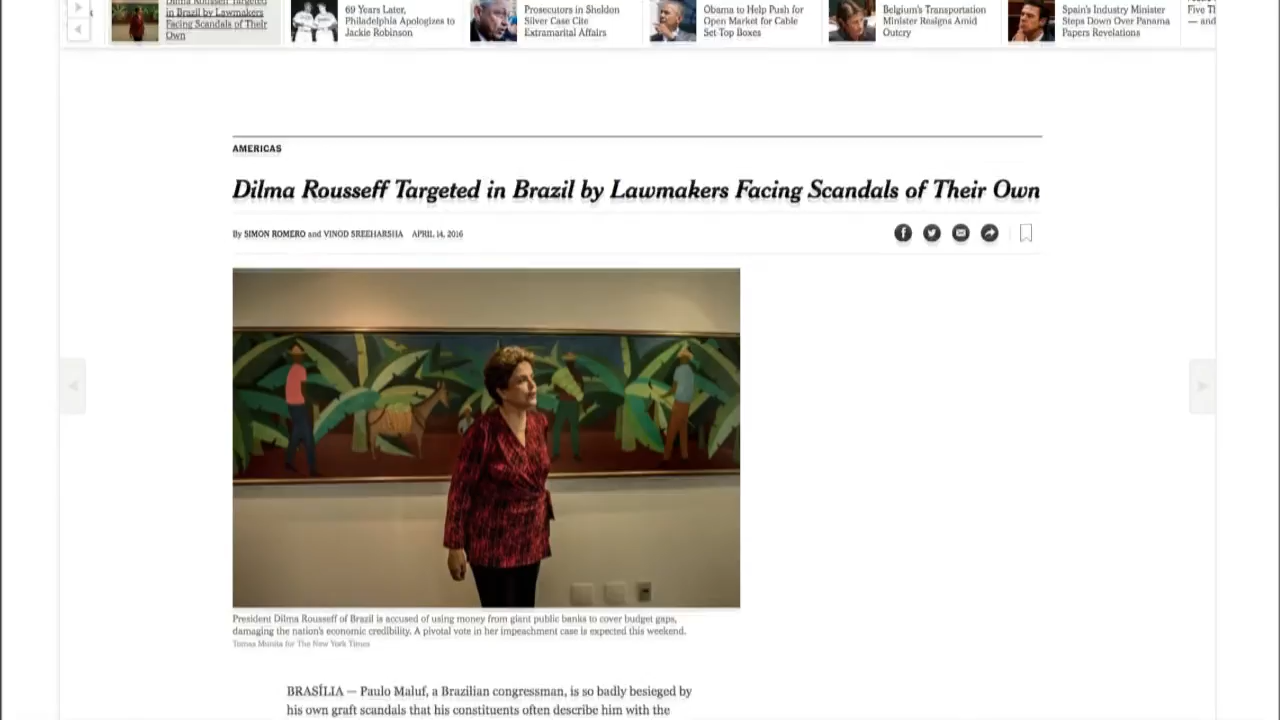 Dilma Rousseff Targeted
in Brazil by Lawmakers
Facing Scandals of Their
Own
69 Years Later,
Philadelphia Apologizes to
Jackie Robinson
Prosecutors in Sheldon
Silver Case Cite
Extramarital Affairs
Obama to Help Push for
Open Market for Cable
Set-Top Boxes
Belgium's Transportation
Minister Resigns Amid
Outcry
Spain's Industry Minister
Steps Down Over Panama
Papers Revelations
Five Th
— and
AMERICAS
Dilma Rousseff Targeted in Brazil by Lawmakers Facing Scandals of Their Own
By SIMON ROMERO and VINOD SREEHARSHA APRIL 14, 2016
President Dilma Rousseff of Brazil is accused of using money from giant public banks to cover budget gaps,
damaging the nation's economic credibility. A pivotal vote in her impeachment case is expected this weekend.
Tomas Munita for The New York Times
BRASÍLIA — Paulo Maluf, a Brazilian congressman, is so badly besieged by
his own graft scandals that his constituents often describe him with the